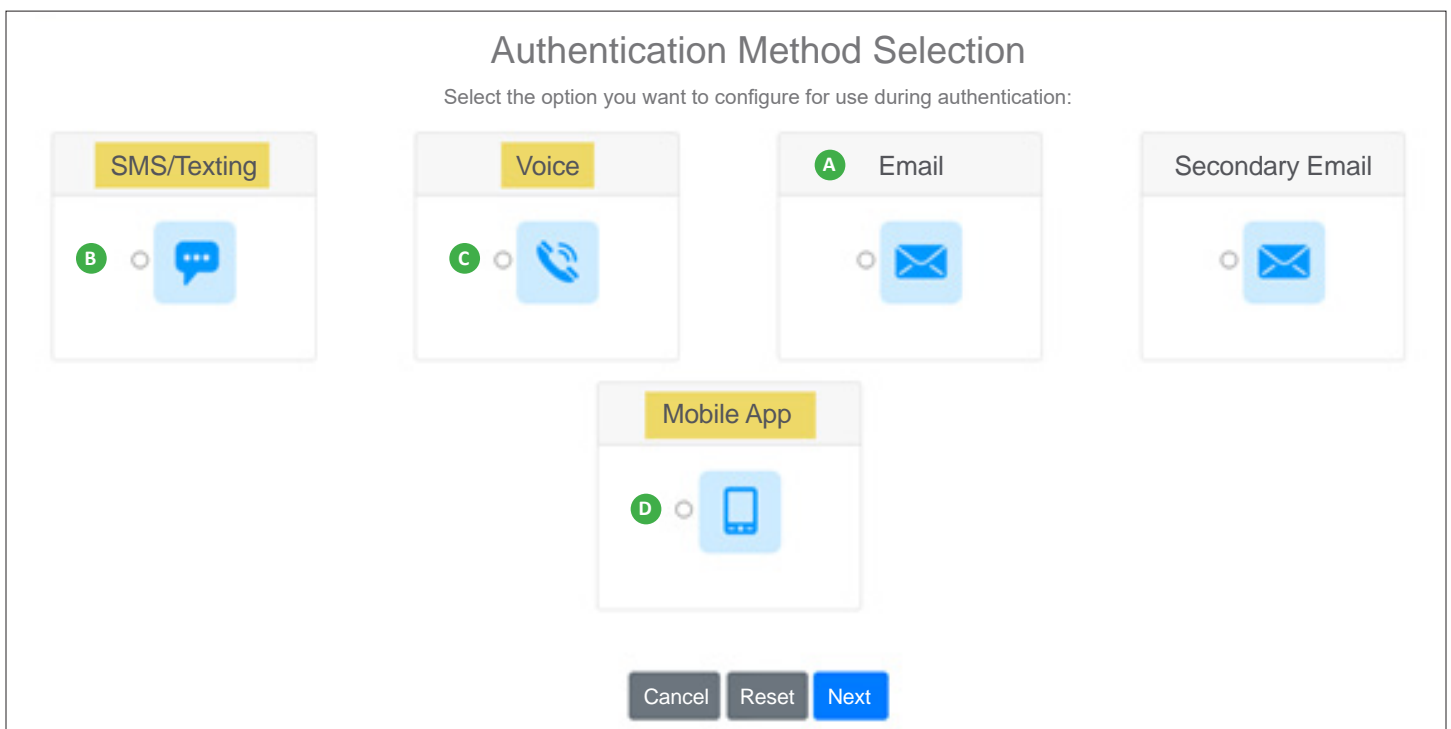 Authentication Method Selection
Select the option you want to configure for use during authentication:
SMS/Texting
Voice
A Email
Secondary Email
B
C
Mobile App
D
Cancel Reset Next